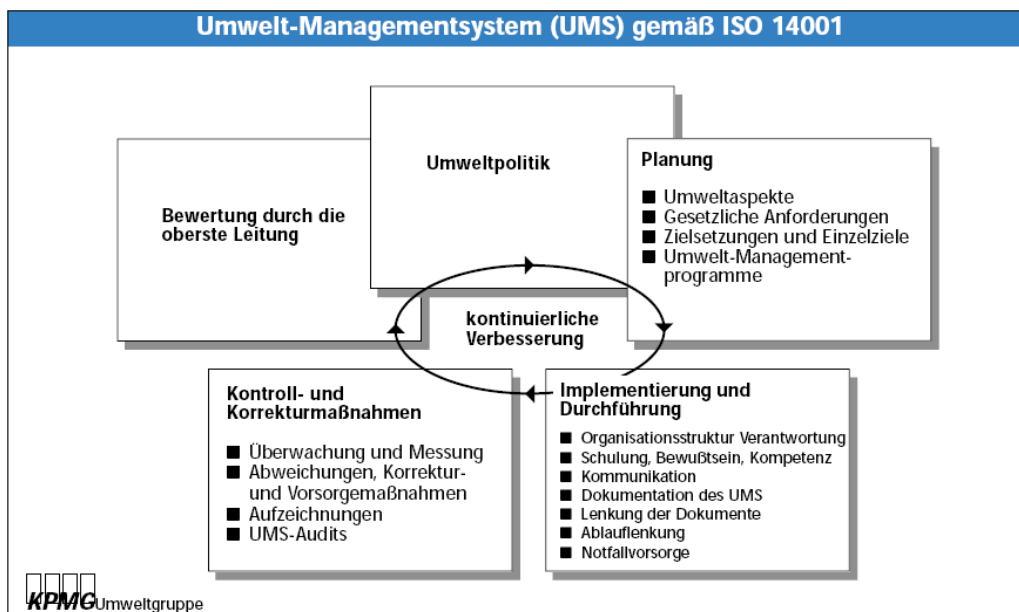 Umwelt-Managementsystem (UMS) gemäß ISO 14001
Umweltpolitik
Planung
■ Umweltaspekte
■ Gesetzliche Anforderungen
■ Zielsetzungen und Einzelziele
■ Umwelt-Management-
programme
Bewertung durch die
oberste Leitung
kontinuierliche
Verbesserung
Kontroll- und
Korrekturmaßnahmen
■ Überwachung und Messung
■ Abweichungen, Korrektur-
und Vorsorgemaßnahmen
■ Aufzeichnungen
■ UMS-Audits
Implementierung und
Durchführung
■ Organisationsstruktur Verantwortung
■ Schulung, Bewußtsein, Kompetenz
■ Kommunikation
■ Dokumentation des UMS
■ Lenkung der Dokumente
■ Ablauflenkung
■ Notfallvorsorge
KPMG Umweltgruppe